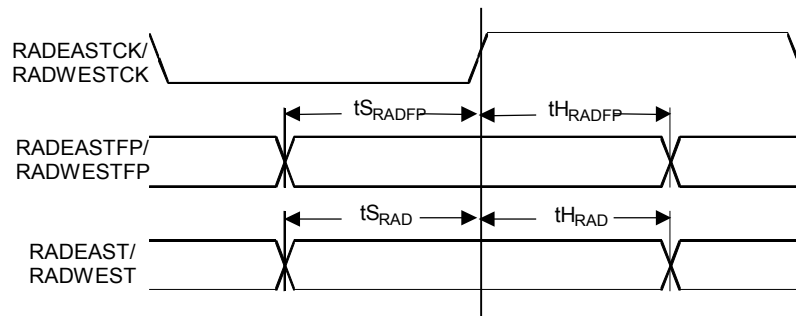 RADEASTCK/
RADWESTCK
tSRADFP
tHRADFP
RADEASTFP/
RADWESTFP
tSRAD
tHRAD
RADEAST/
RADWEST